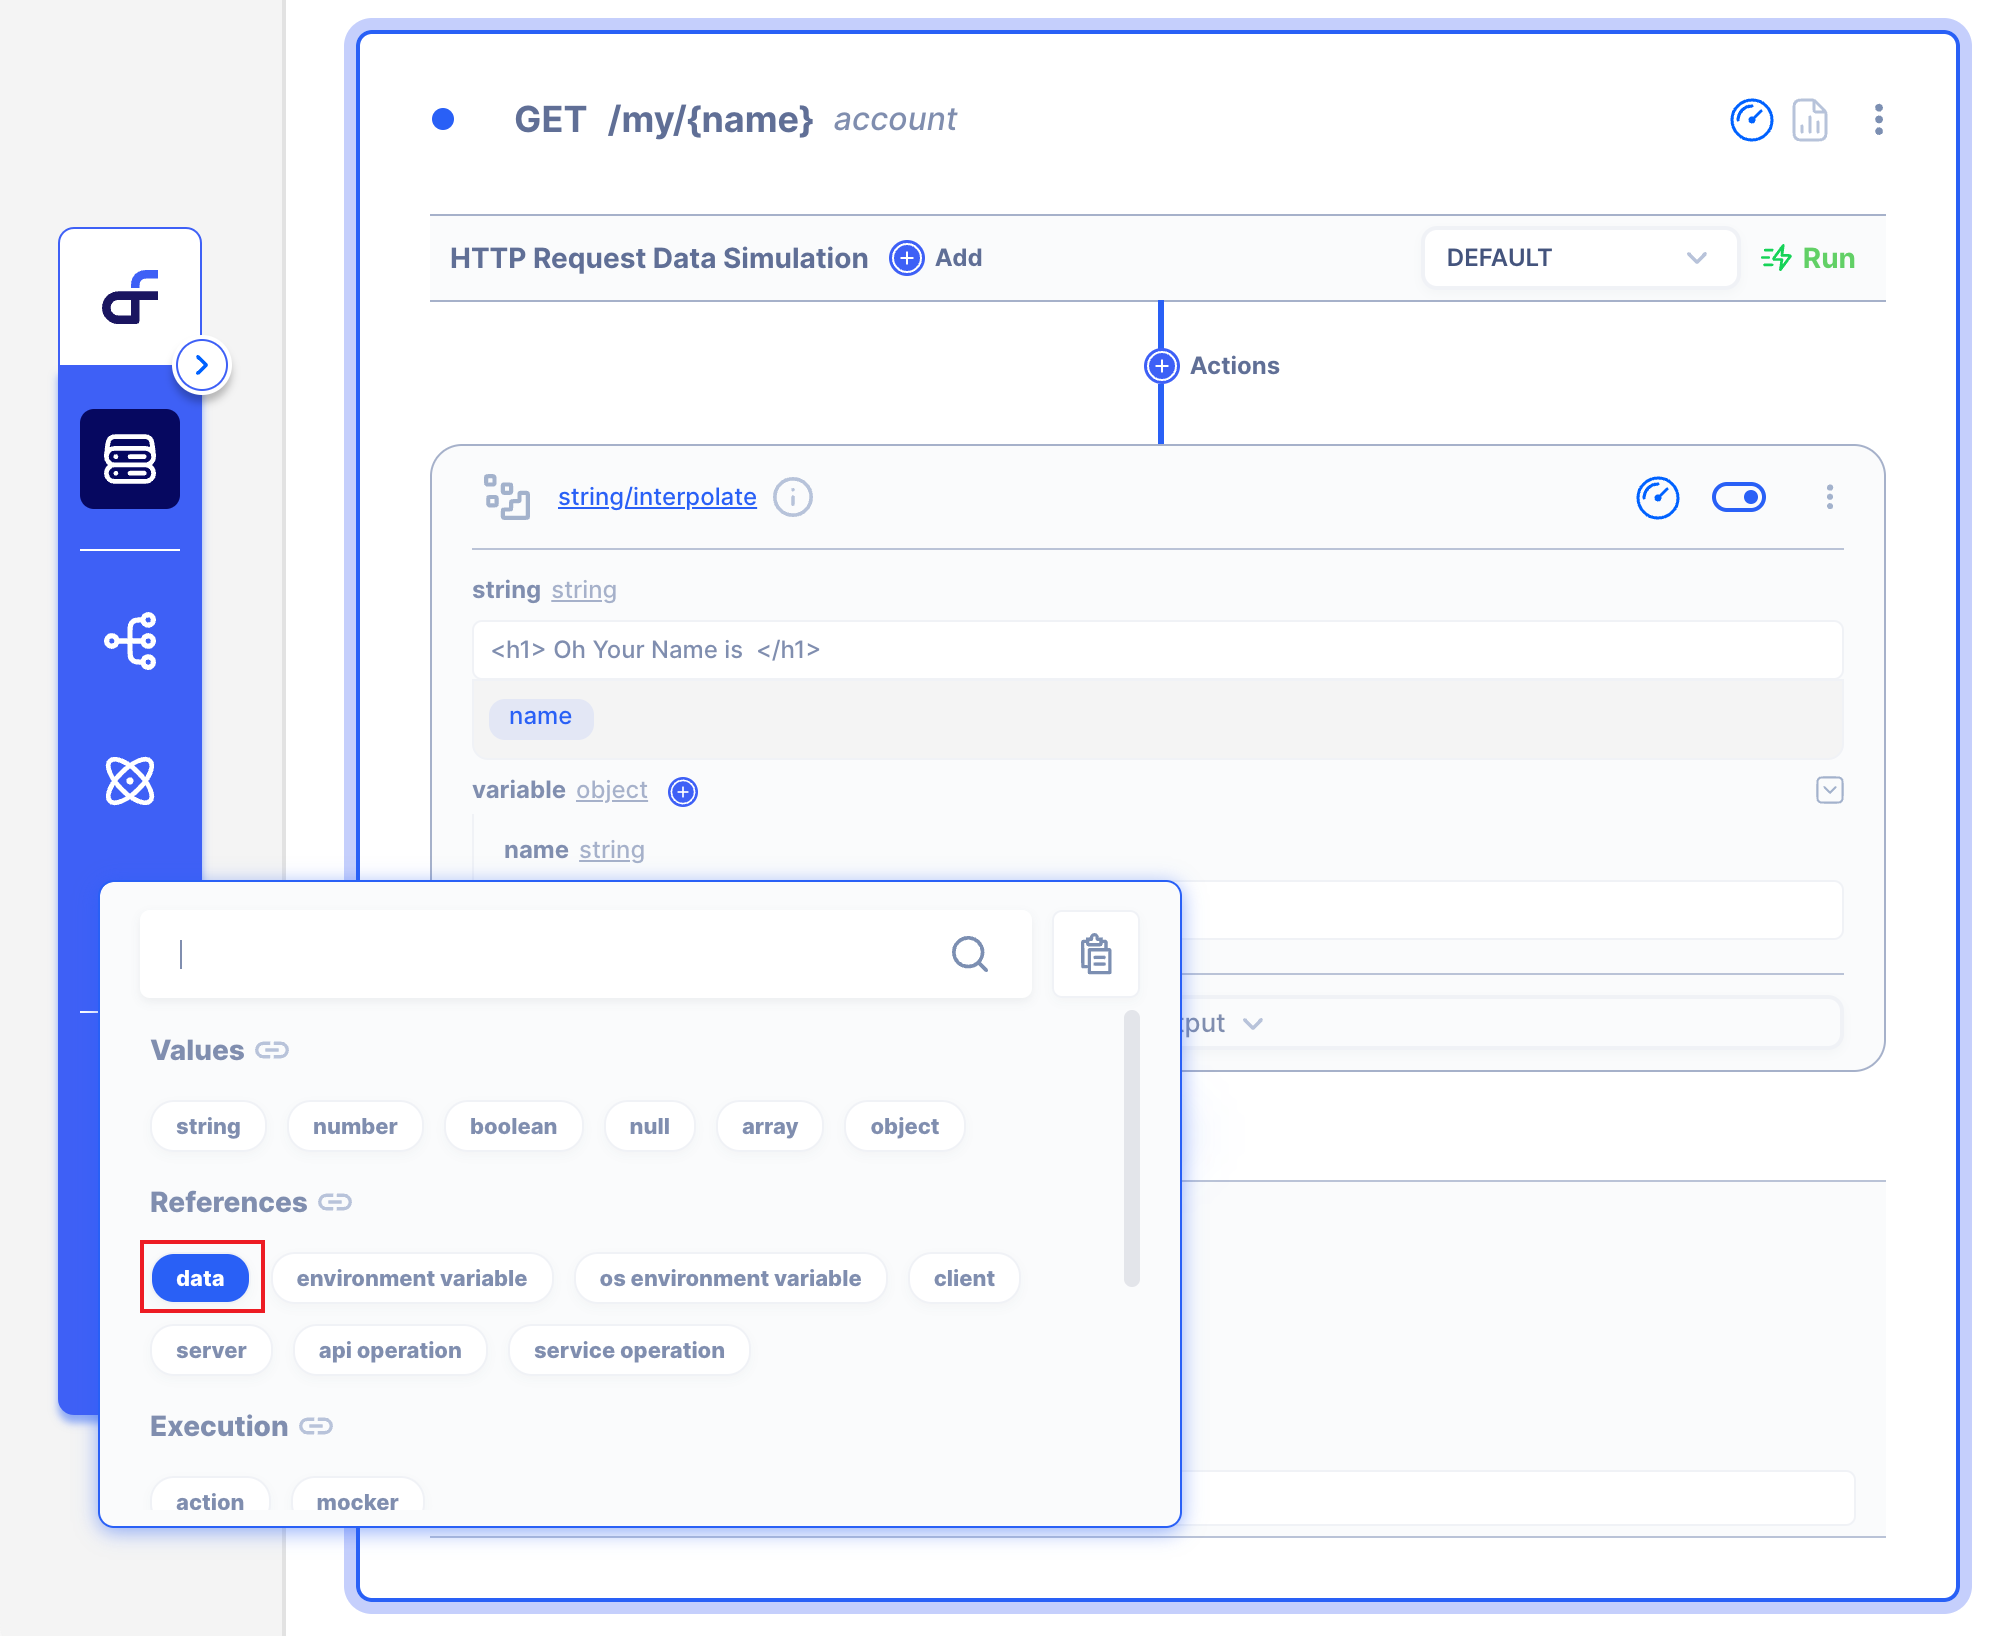 GET /my/{name} account
HTTP Request Data Simulation Add DEFAULT Run
Actions
string/interpolate
string string
<h1> Oh Your Name is </h1>
name
variable object
name string
Values
string number boolean null array object
References
data environment variable os environment variable client
server api operation service operation
Execution
action mocker